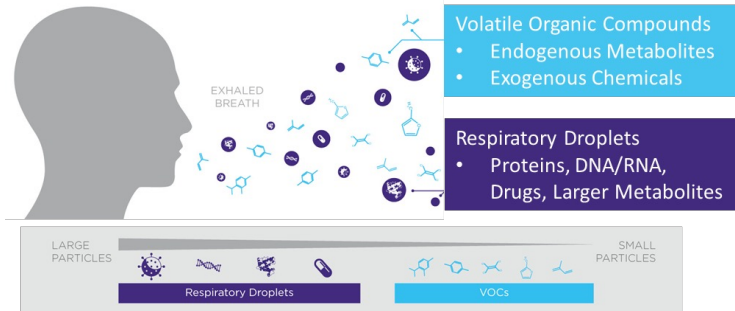 Volatile Organic Compounds
• Endogenous Metabolites
• Exogenous Chemicals
EXHALED
BREATH
Respiratory Droplets
• Proteins, DNA/RNA,
Drugs, Larger Metabolites
LARGE
PARTICLES
SMALL
PARTICLES
Respiratory Droplets
VOCs